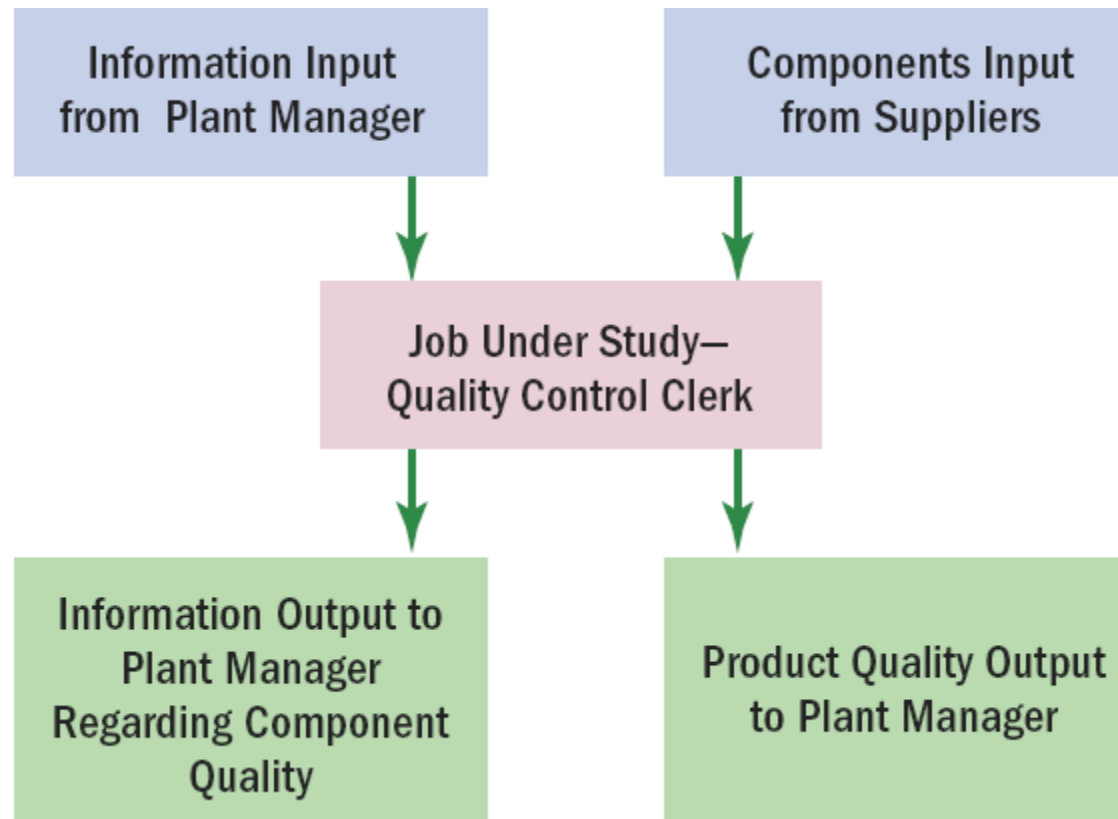 Information Input
from Plant Manager
Components Input
from Suppliers
Job Under Study—
Quality Control Clerk
Information Output to
Plant Manager
Regarding Component
Quality
Product Quality Output
to Plant Manager